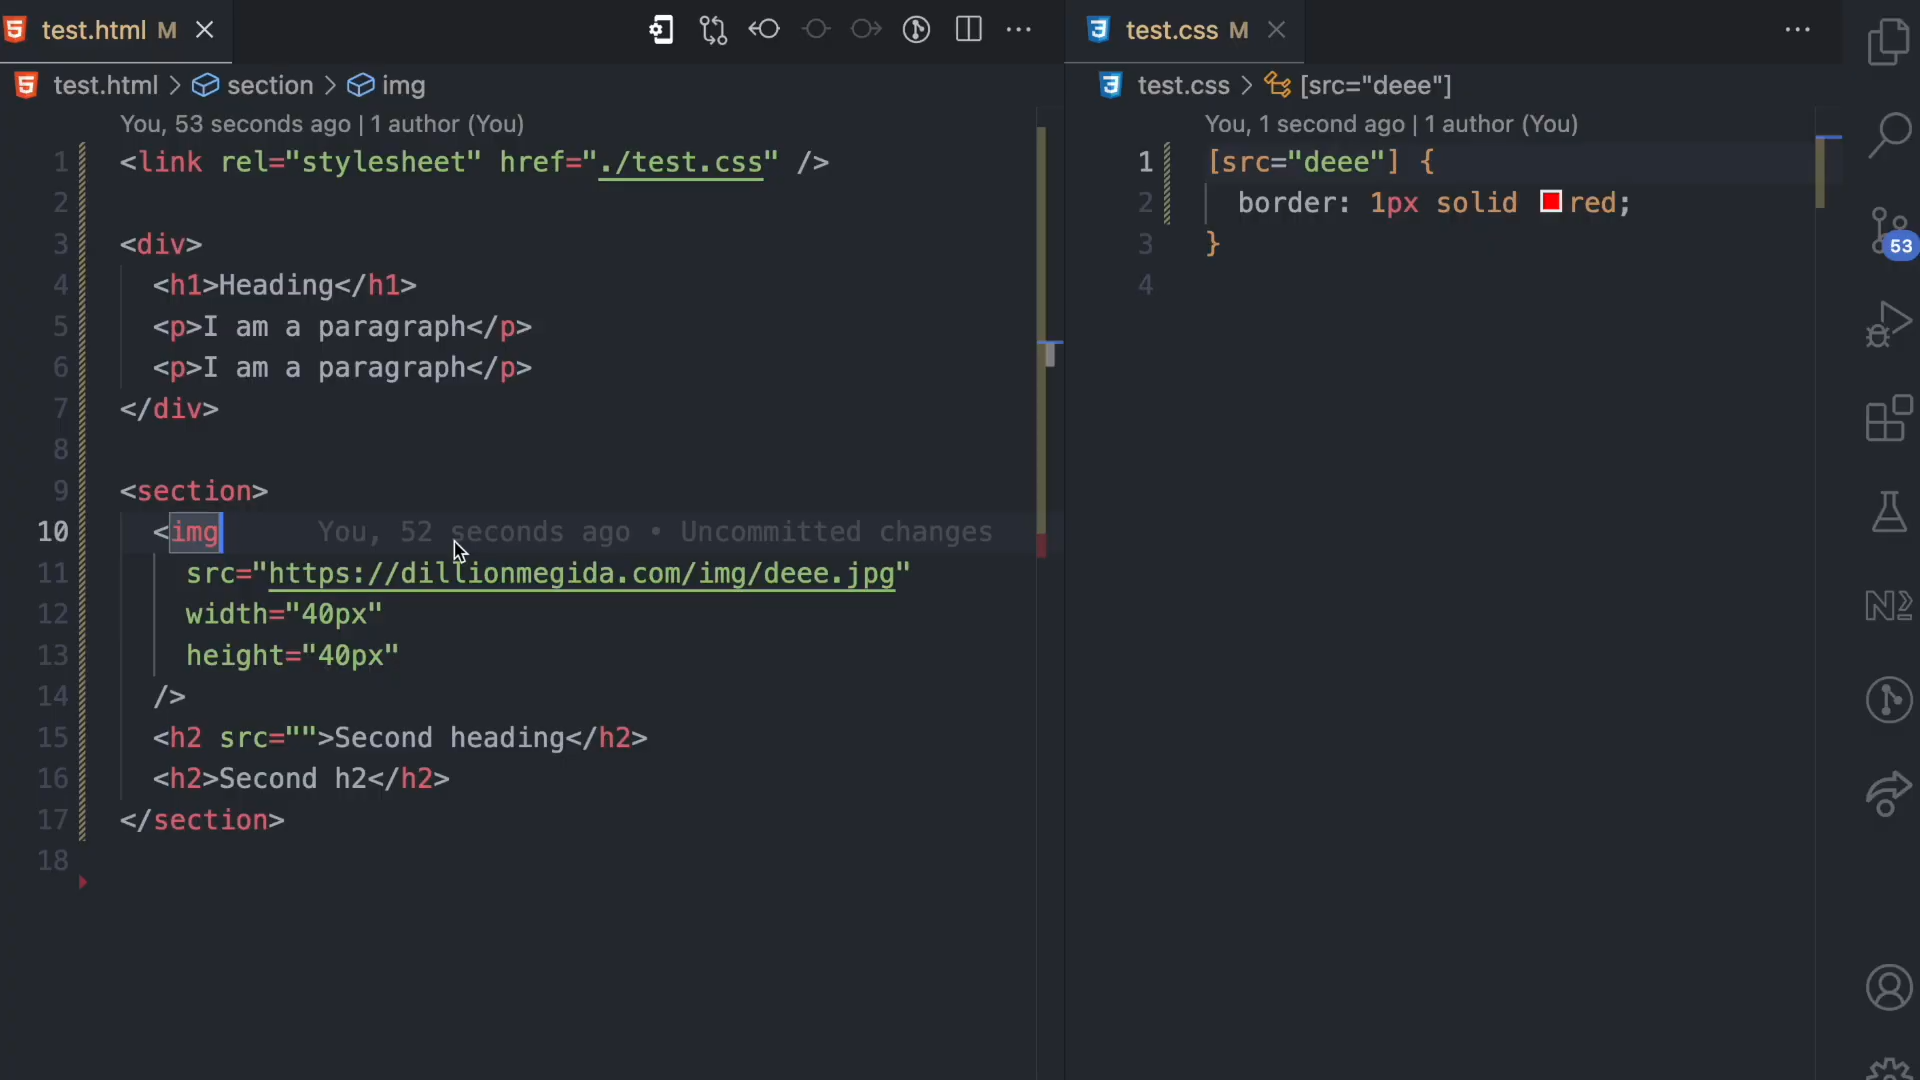 test.html M
test.html > section > img
You, 53 seconds ago | 1 author (You)
1 <link rel="stylesheet" href="./test.css" />
2
3 <div>
4 <h1>Heading</h1>
5 <p>I am a paragraph</p>
6 <p>I am a paragraph</p>
7 </div>
8
9 <section>
10 <img You, 52 seconds ago • Uncommitted changes
11 src="https://dillionmegida.com/img/deee.jpg"
12 width="40px"
13 height="40px"
14 />
15 <h2 src="">Second heading</h2>
16 <h2>Second h2</h2>
17 </section>
18
test.css M
test.css > [src="deee"]
You, 1 second ago | 1 author (You)
1 [src="deee"] {
2 border: 1px solid red;
3 }
4
53